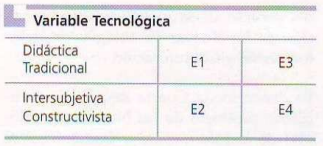 Variable Tecnológica
Didáctica
Tradicional
E1
E3
Intersubjetiva
Constructivista
E2
E4